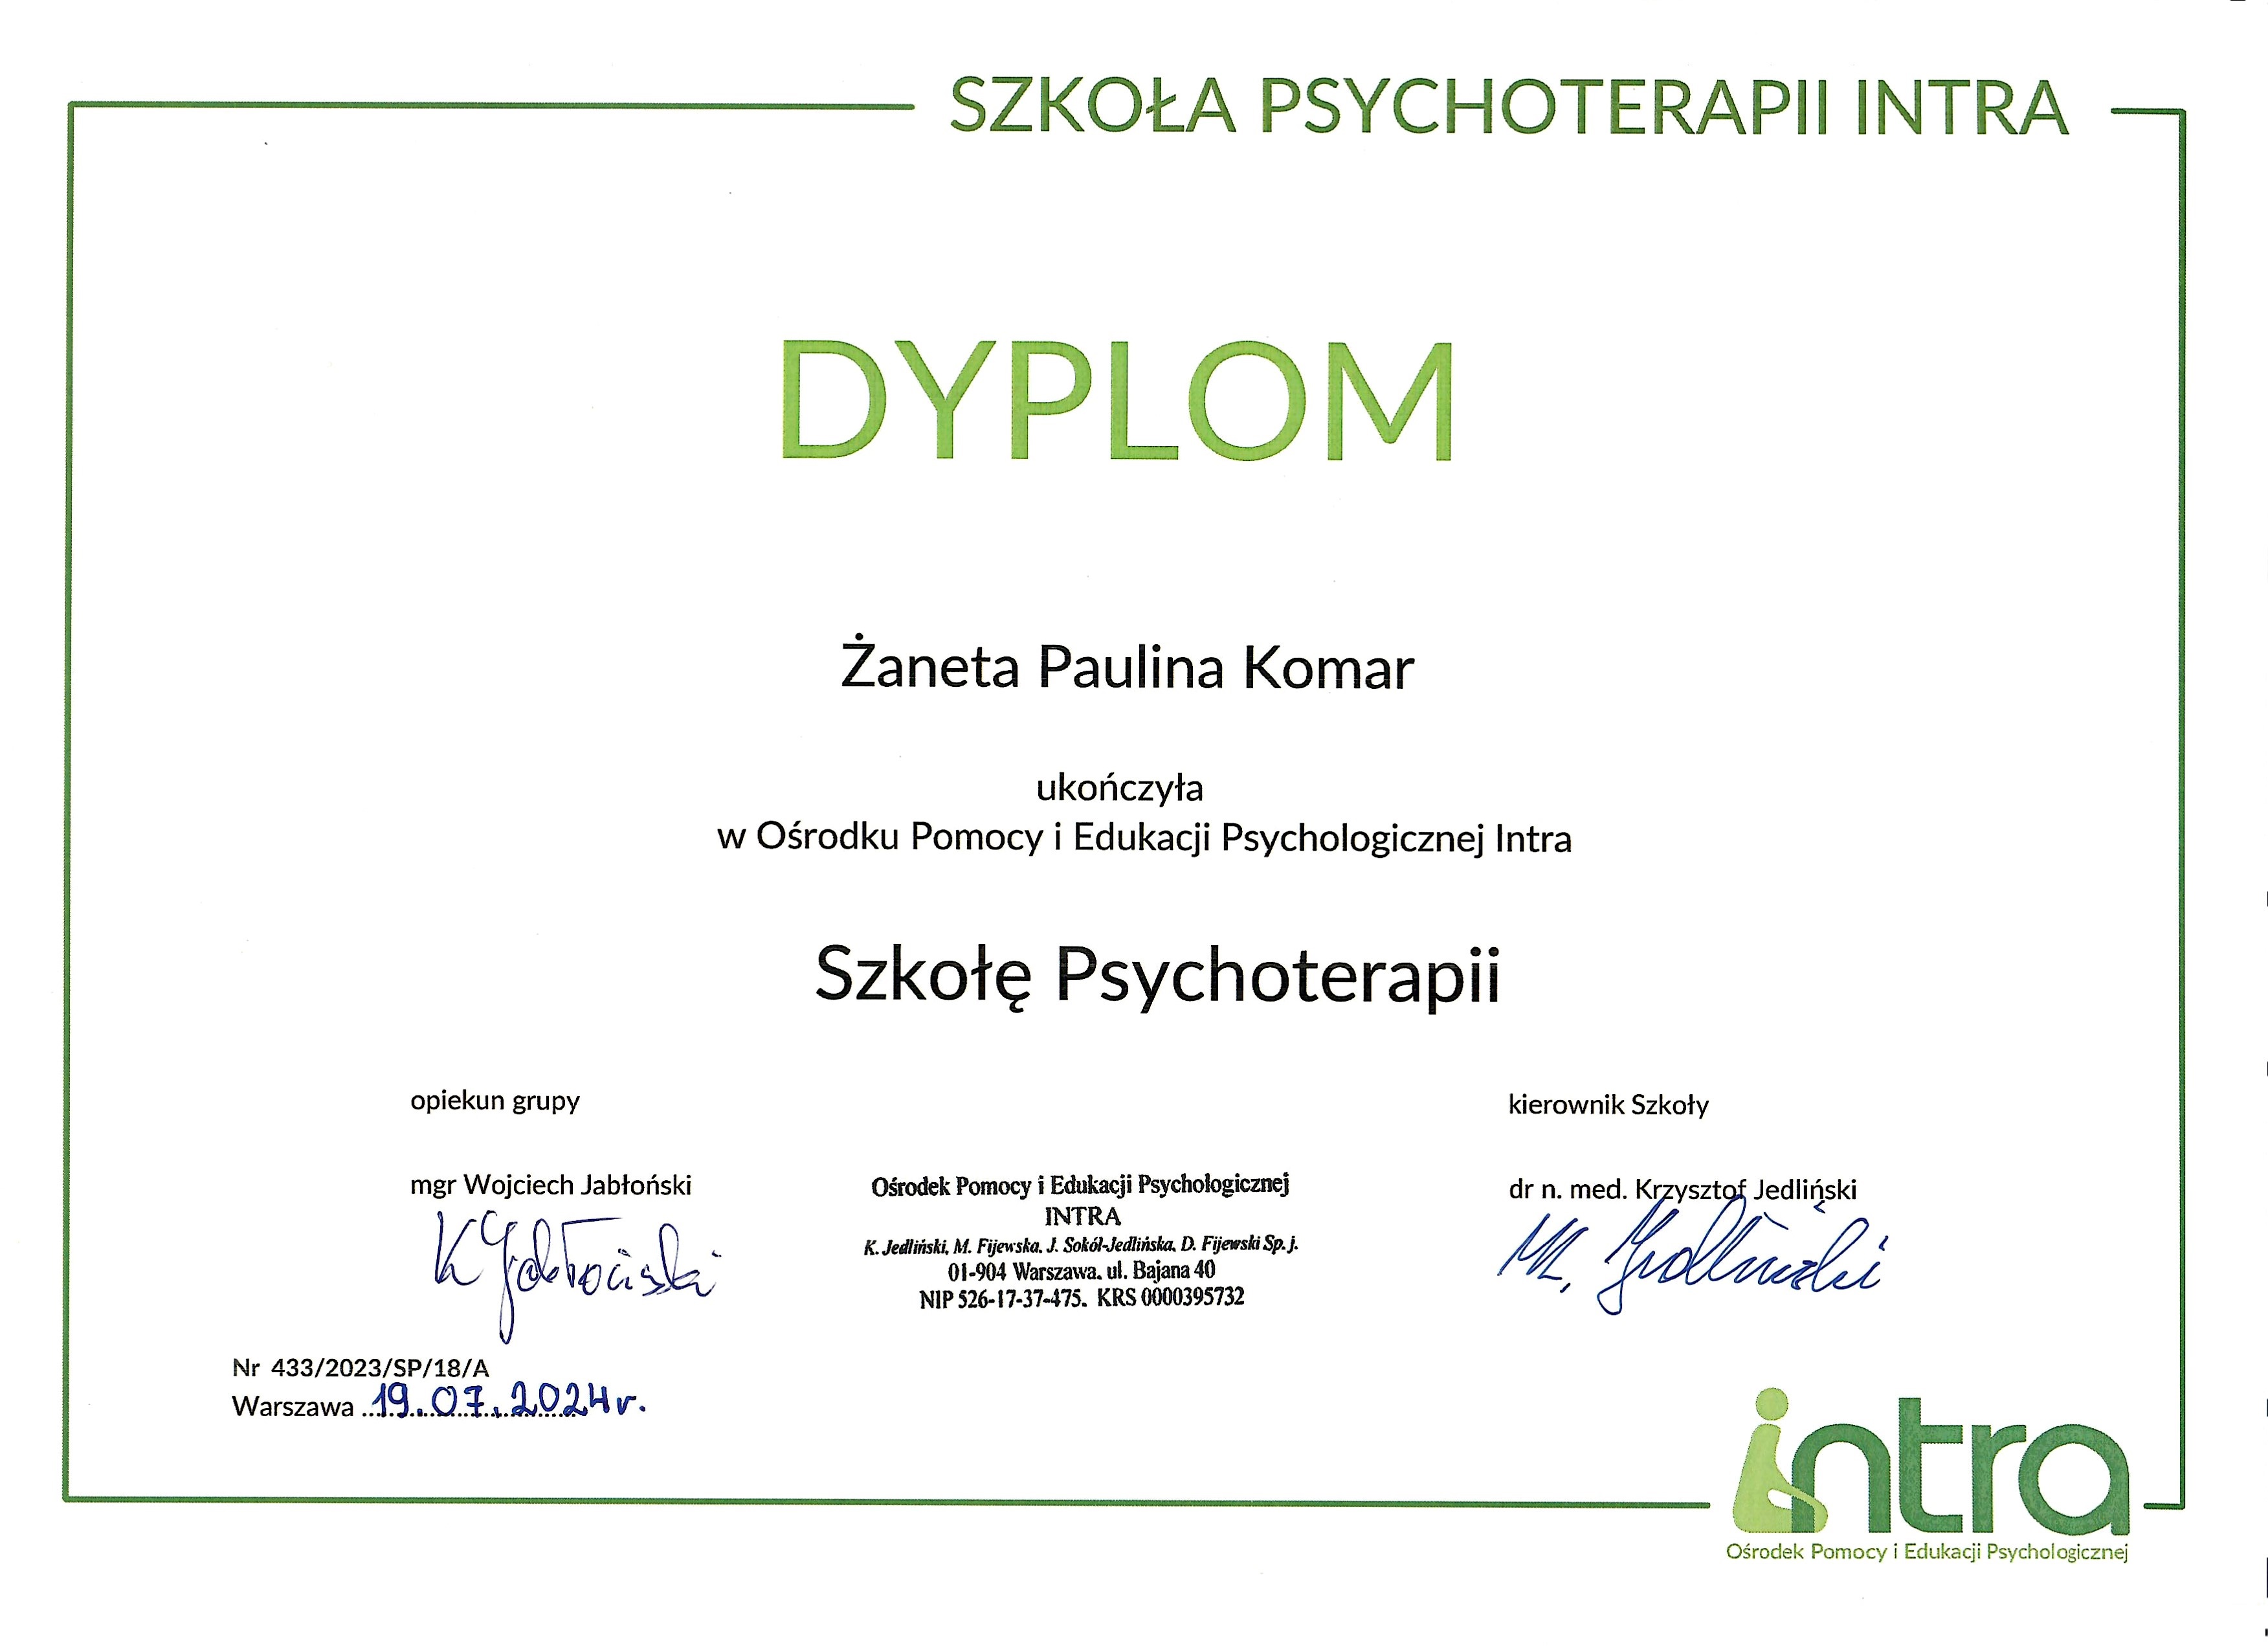 SZKOŁA PSYCHOTERAPII INTRA
DYPLOM
Żaneta Paulina Komar
ukończyła
w Ośrodku Pomocy i Edukacji Psychologicznej Intra
Szkołę Psychoterapii
opiekun grupy
kierownik Szkoły
mgr Wojciech Jabłoński
dr n. med. Krzysztof Jedliński
Ośrodek Pomocy i Edukacji Psychologicznej
INTRA
K. Jedliński, M. Fijewska, J. Sokół-Jedlińska, D. Fijewski Sp. j.
01-904 Warszawa. ul. Bajana 40
NIP 526-17-37-475. KRS 0000395732
Nr 433/2023/SP/18/A
Warszawa 19.07.2024r.
intra
Ośrodek Pomocy i Edukacji Psychologicznej